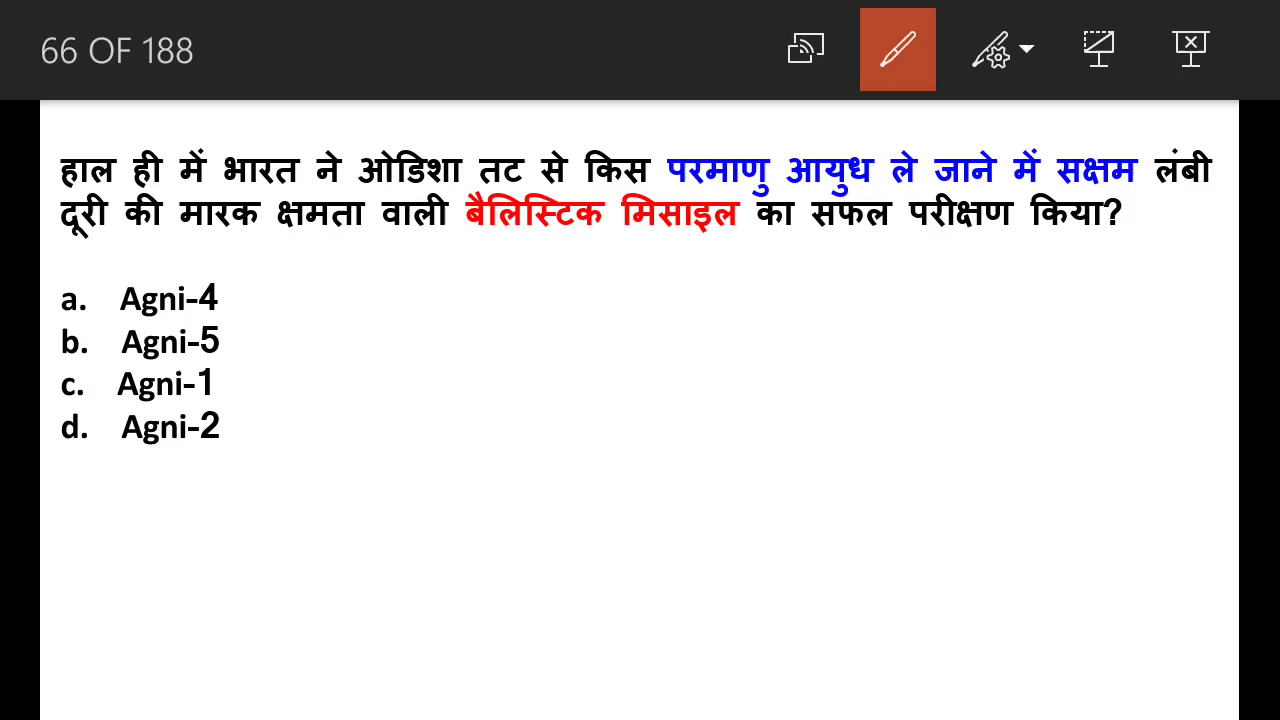 66 OF 188
हाल ही में भारत ने ओडिशा तट से किस परमाणु आयुध ले जाने में सक्षम लंबी
दूरी की मारक क्षमता वाली बैलिस्टिक मिसाइल का सफल परीक्षण किया?
a. Agni-4
b. Agni-5
c. Agni-1
d. Agni-2